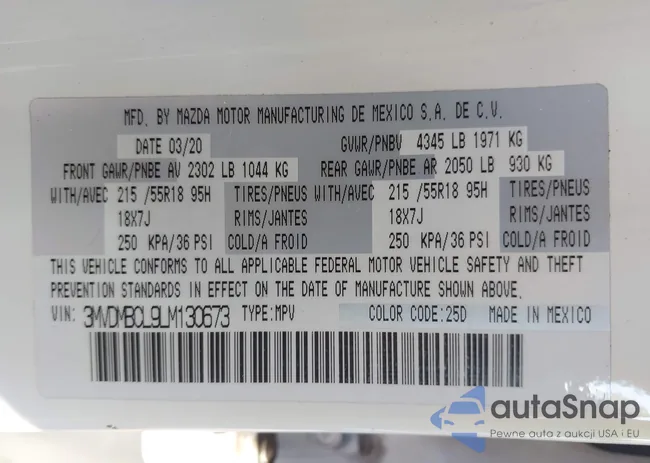 MFD. BY MAZDA MOTOR MANUFACTURING DE MEXICO S.A. DE C.V.
DATE 03/20 GVWR/PNBV 4345 LB 1971 KG
FRONT GAWR/PNBE AV 2302 LB 1044 KG REAR GAWR/PNBE AR 2050 LB 930 KG
WITH/AVEC 215 /55R18 95H TIRES/PNEUS WITH/AVEC 215 /55R18 95H TIRES/PNEUS
18X7J RIMS/JANTES 18X7J RIMS/JANTES
250 KPA/36 PSI COLD/A FROID 250 KPA/36 PSI COLD/A FROID
THIS VEHICLE CONFORMS TO ALL APPLICABLE FEDERAL MOTOR VEHICLE SAFETY AND THEFT
PREVENTION STANDARDS IN EFFECT ON THE DATE OF MANUFACTURE SHOWN ABOVE.
VIN: 3MVDMBCL9LM130673 TYPE:MPV COLOR CODE:25D MADE IN MEXICO
autaSnap
Pewne auta z aukcji USA i EU